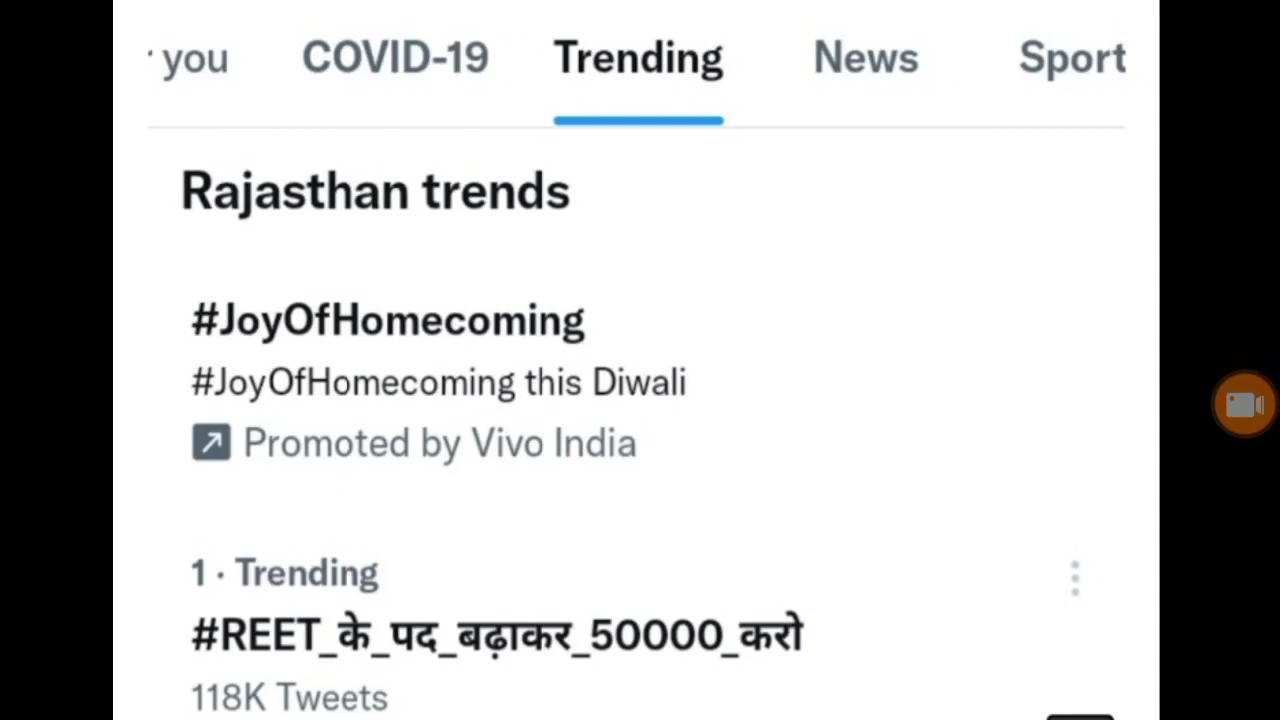 r you COVID-19 Trending News Sport
Rajasthan trends
#JoyOfHomecoming
#JoyOfHomecoming this Diwali
Promoted by Vivo India
1 · Trending
#REET_के_पद_बढ़ाकर_50000_करो
118K Tweets